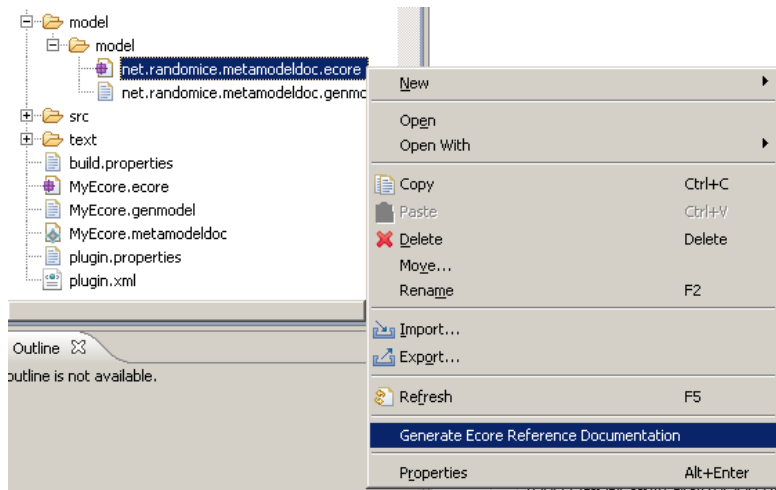 model
model
net.randomice.metamodeldoc.ecore
net.randomice.metamodeldoc.genmo
src
text
build.properties
MyEcore.ecore
MyEcore.genmodel
MyEcore.metamodeldoc
plugin.properties
plugin.xml
Outline
outline is not available.
New
Open
Open With
Copy Ctrl+C
Paste Ctrl+V
Delete Delete
Move...
Rename F2
Import...
Export...
Refresh F5
Generate Ecore Reference Documentation
Properties Alt+Enter